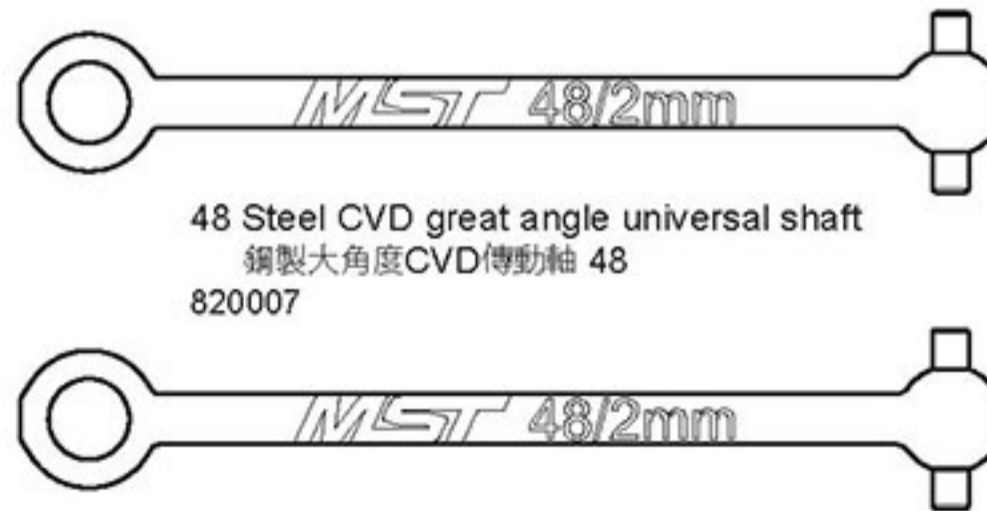 MST 48/2mm
48 Steel CVD great angle universal shaft
鋼製大角度CVD傳動軸 48
820007
MST 48/2mm